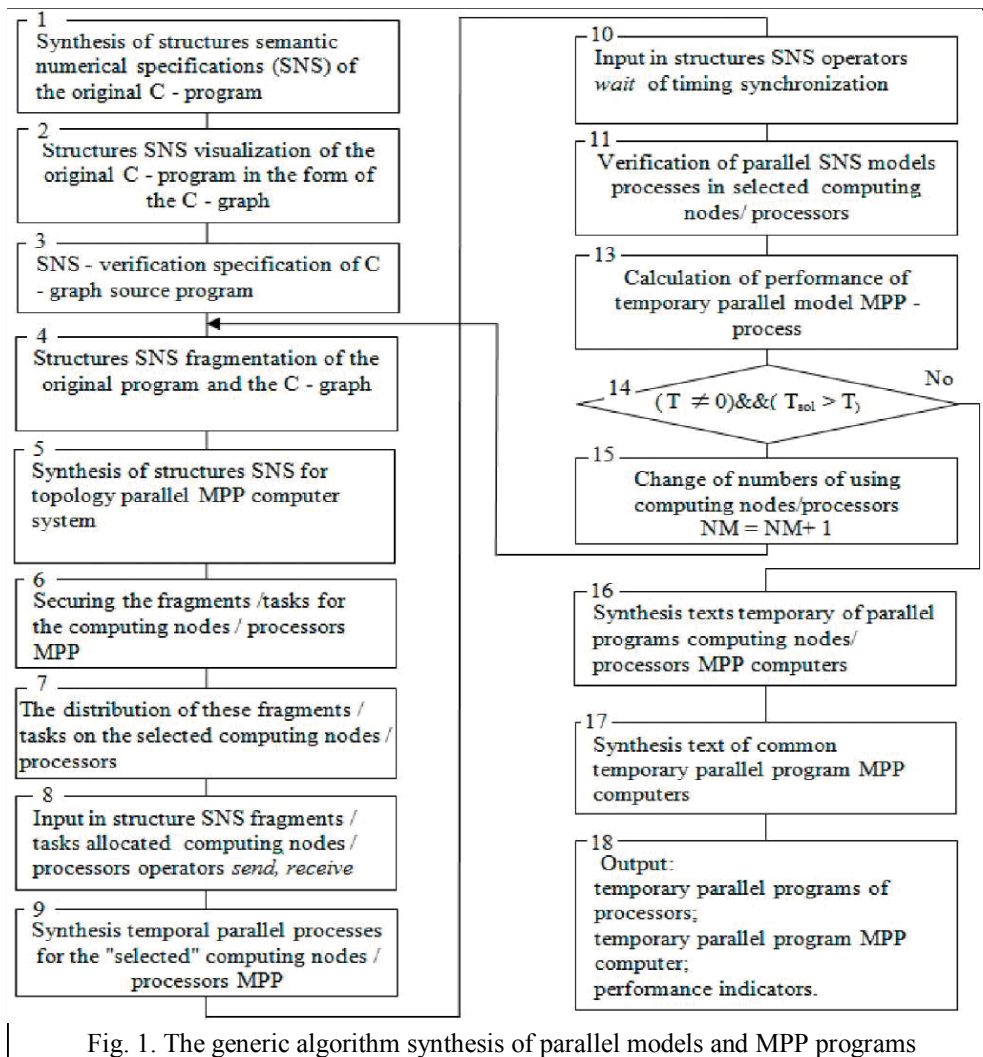 1
Synthesis of structures semantic
numerical specifications (SNS) of
the original C - program
2
Structures SNS visualization of the
original C - program in the form of
the C - graph
3
SNS - verification specification of C
- graph source program
4
Structures SNS fragmentation of the
original program and the C - graph
5
Synthesis of structures SNS for
topology parallel MPP computer
system
6
Securing the fragments /tasks for
the computing nodes / processors
MPP
7
The distribution of these fragments /
tasks on the selected computing nodes /
processors
8
Input in structure SNS fragments /
tasks allocated computing nodes /
processors operators send, receive
9
Synthesis temporal parallel processes
for the "selected" computing nodes /
processors MPP
10
Input in structures SNS operators
wait of timing synchronization
11
Verification of parallel SNS models
processes in selected computing
nodes/ processors
13
Calculation of performance of
temporary parallel model MPP -
process
14
(T ≠ 0)&&( Tsol > T)
No
15
Change of numbers of using
computing nodes/processors
NM = NM+ 1
16
Synthesis texts temporary of parallel
programs computing nodes/
processors MPP computers
17
Synthesis text of common
temporary parallel program MPP
computers
18
Output:
temporary parallel programs of
processors;
temporary parallel program MPP
computer;
performance indicators.
Fig. 1. The generic algorithm synthesis of parallel models and MPP programs